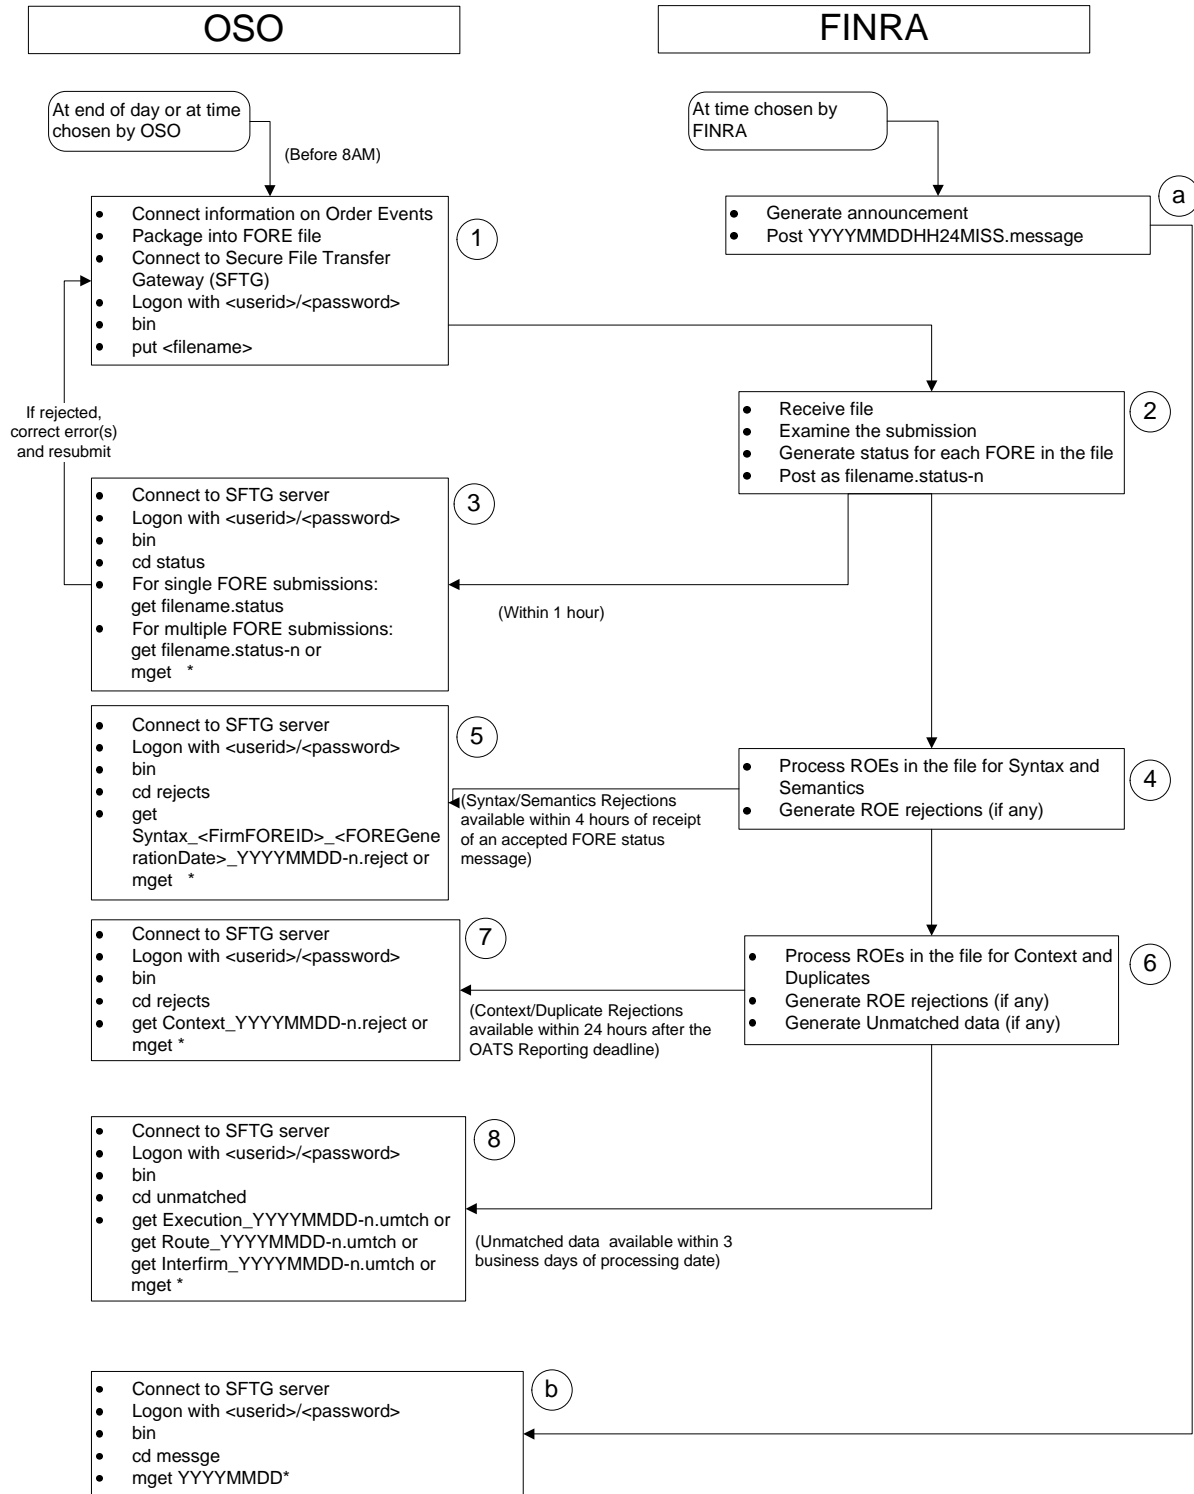 OSO
FINRA
At end of day or at time
chosen by OSO
At time chosen by
FINRA
(Before 8AM)
a
• Generate announcement
• Post YYYYMMDDHH24MISS.message
• Connect information on Order Events
• Package into FORE file
• Connect to Secure File Transfer
Gateway (SFTG)
• Logon with <userid>/<password>
• bin
• put <filename>
1
If rejected,
correct error(s)
and resubmit
• Receive file
• Examine the submission
• Generate status for each FORE in the file
• Post as filename.status-n
2
• Connect to SFTG server
• Logon with <userid>/<password>
• bin
• cd status
• For single FORE submissions:
get filename.status
• For multiple FORE submissions:
get filename.status-n or
mget *
3
(Within 1 hour)
• Connect to SFTG server
• Logon with <userid>/<password>
• bin
• cd rejects
• get
Syntax_<FirmFOREID>_<FOREGene
rationDate>_YYYYMMDD-n.reject or
mget *
5
(Syntax/Semantics Rejections
available within 4 hours of receipt
of an accepted FORE status
message)
• Process ROEs in the file for Syntax and
Semantics
• Generate ROE rejections (if any)
4
• Connect to SFTG server
• Logon with <userid>/<password>
• bin
• cd rejects
• get Context_YYYYMMDD-n.reject or
mget *
7
(Context/Duplicate Rejections
available within 24 hours after the
OATS Reporting deadline)
• Process ROEs in the file for Context and
Duplicates
• Generate ROE rejections (if any)
• Generate Unmatched data (if any)
6
• Connect to SFTG server
• Logon with <userid>/<password>
• bin
• cd unmatched
• get Execution_YYYYMMDD-n.umtch or
get Route_YYYYMMDD-n.umtch or
get Interfirm_YYYYMMDD-n.umtch or
mget *
8
(Unmatched data available within 3
business days of processing date)
• Connect to SFTG server
• Logon with <userid>/<password>
• bin
• cd messge
• mget YYYYMMDD*
b